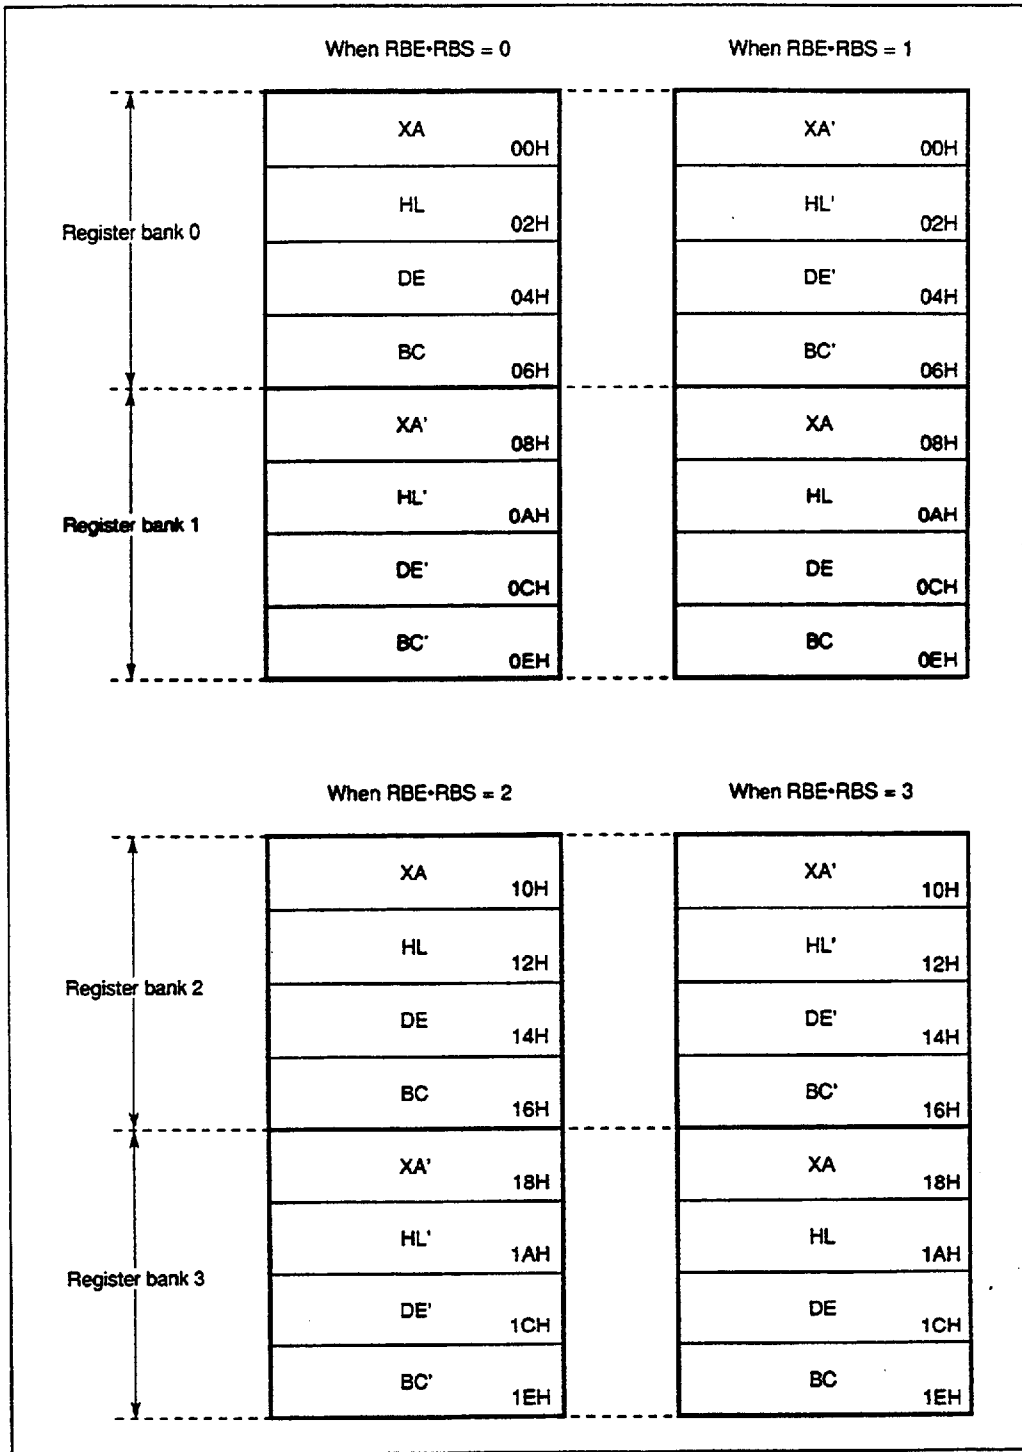 When RBE•RBS = 0
When RBE•RBS = 1
XA
00H
HL
02H
Register bank 0
DE
04H
BC
06H
XA'
08H
HL'
0AH
Register bank 1
DE'
0CH
BC'
0EH
XA'
00H
HL'
02H
DE'
04H
BC'
06H
XA
08H
HL
0AH
DE
0CH
BC
0EH
When RBE•RBS = 2
When RBE•RBS = 3
XA
10H
HL
12H
Register bank 2
DE
14H
BC
16H
XA'
18H
HL'
1AH
Register bank 3
DE'
1CH
BC'
1EH
XA'
10H
HL'
12H
DE'
14H
BC'
16H
XA
18H
HL
1AH
DE
1CH
BC
1EH